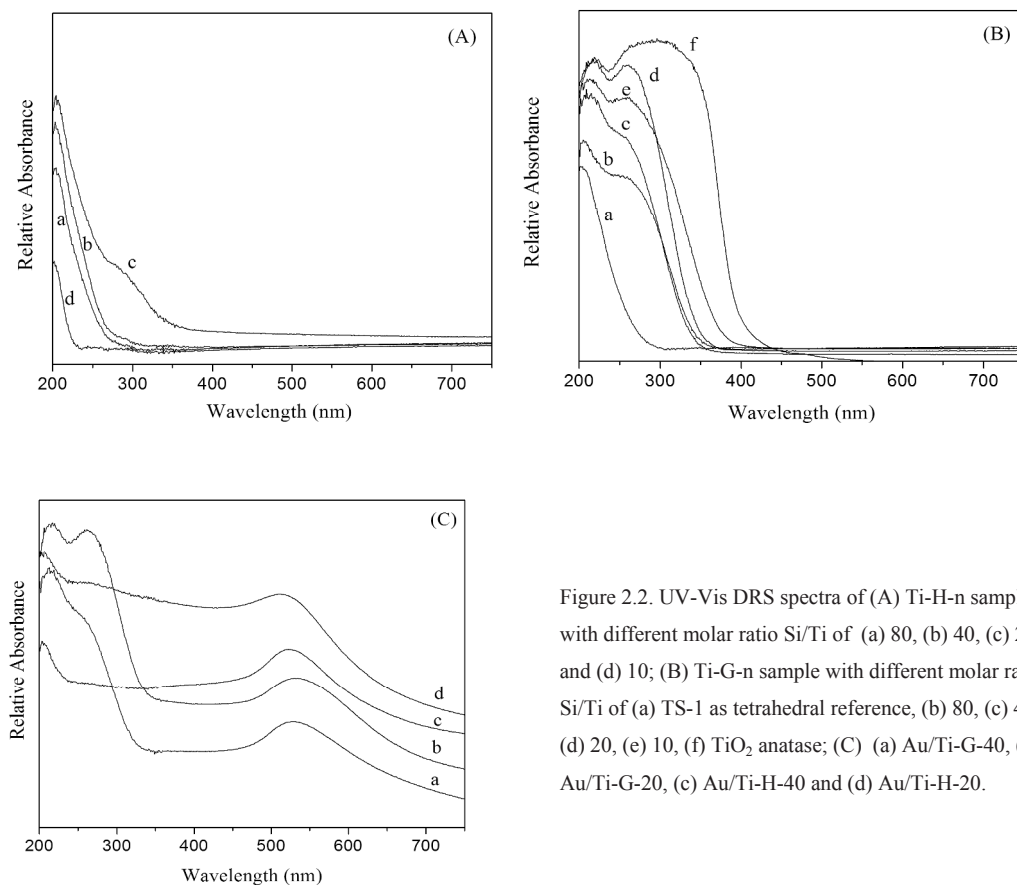 (A)
Relative Absorbance
a
b
c
d
200 300 400 500 600 700
Wavelength (nm)
(B)
Relative Absorbance
f
d
e
c
b
a
200 300 400 500 600 700
Wavelength (nm)
(C)
Relative Absorbance
d
c
b
a
200 300 400 500 600 700
Wavelength (nm)
Figure 2.2. UV-Vis DRS spectra of (A) Ti-H-n sampl
with different molar ratio Si/Ti of (a) 80, (b) 40, (c) 2
and (d) 10; (B) Ti-G-n sample with different molar ra
Si/Ti of (a) TS-1 as tetrahedral reference, (b) 80, (c) 4
(d) 20, (e) 10, (f) TiO₂ anatase; (C) (a) Au/Ti-G-40, (
Au/Ti-G-20, (c) Au/Ti-H-40 and (d) Au/Ti-H-20.